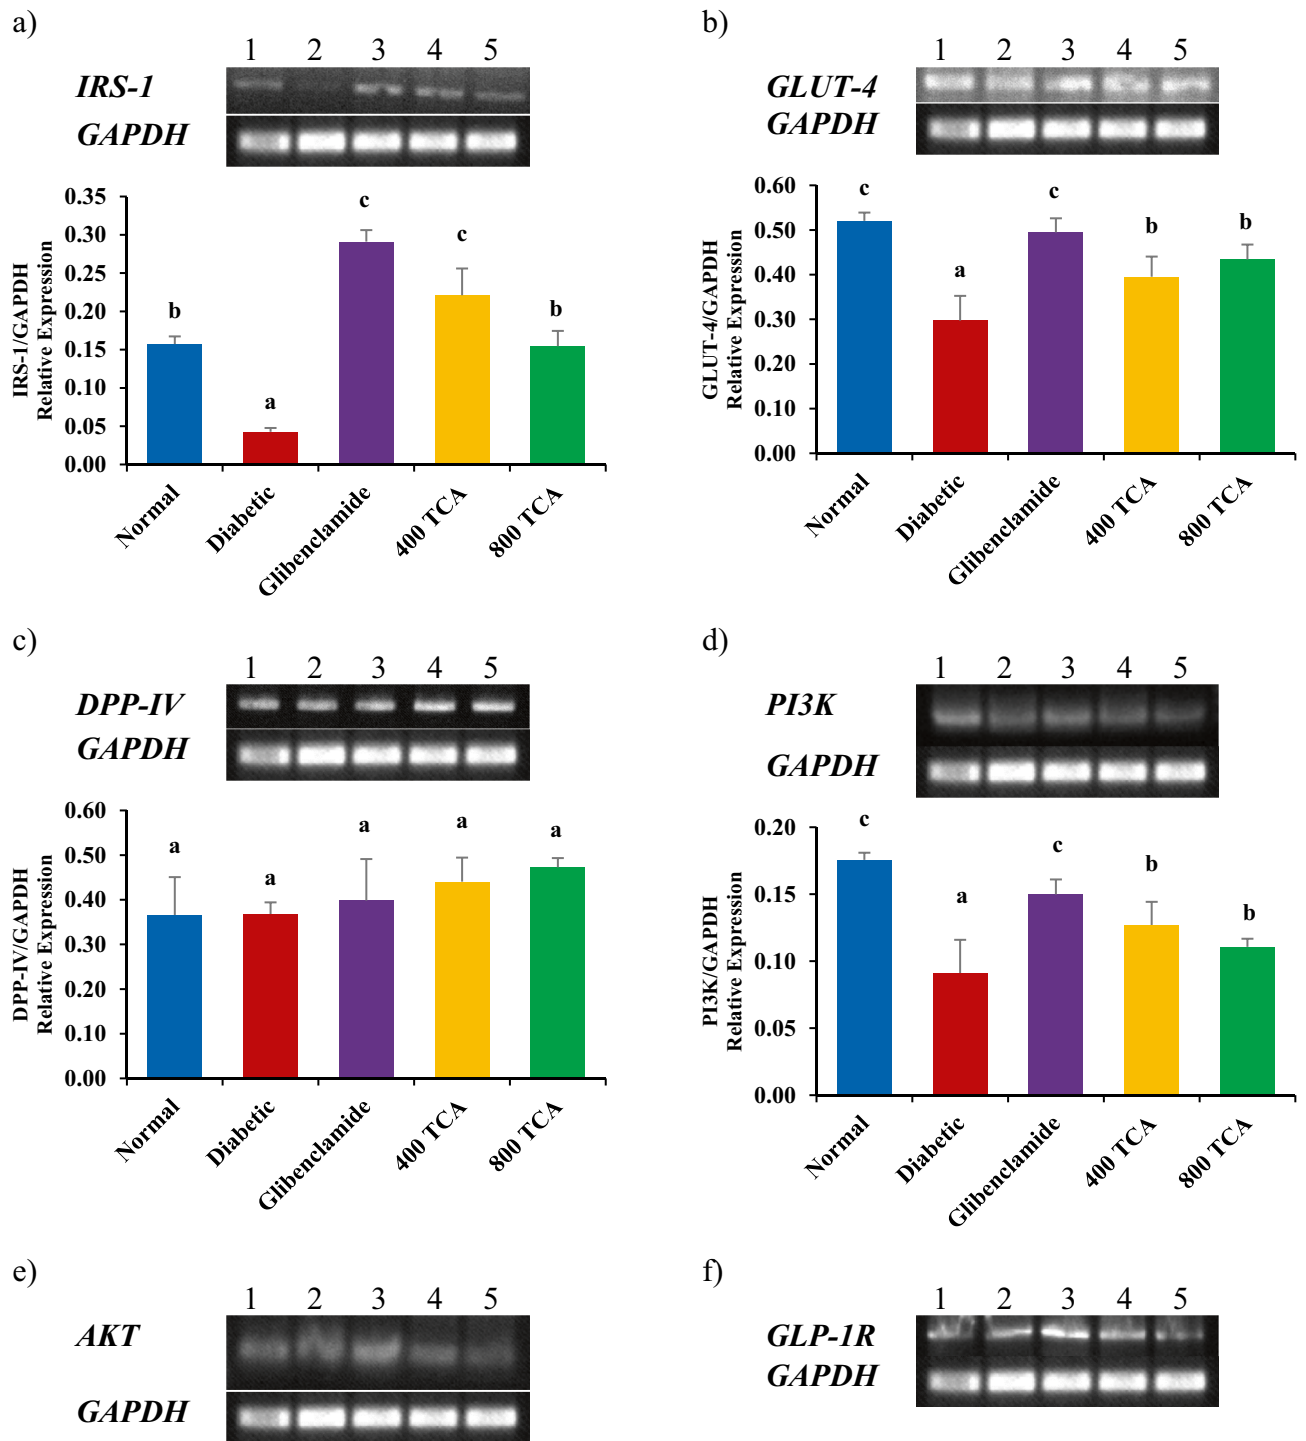 a)
1 2 3 4 5
IRS-1
GAPDH
IRS-1/GAPDH
Relative Expression
0.35
0.30
0.25
0.20
0.15
0.10
0.05
0.00
b
a
c
c
b
Normal
Diabetic
Glibenclamide
400 TCA
800 TCA
b)
1 2 3 4 5
GLUT-4
GAPDH
GLUT-4/GAPDH
Relative Expression
0.60
0.50
0.40
0.30
0.20
0.10
0.00
c
a
c
b
b
Normal
Diabetic
Glibenclamide
400 TCA
800 TCA
c)
1 2 3 4 5
DPP-IV
GAPDH
DPP-IV/GAPDH
Relative Expression
0.60
0.50
0.40
0.30
0.20
0.10
0.00
a
a
a
a
a
Normal
Diabetic
Glibenclamide
400 TCA
800 TCA
d)
1 2 3 4 5
PI3K
GAPDH
PI3K/GAPDH
Relative Expression
0.20
0.15
0.10
0.05
0.00
c
a
c
b
b
Normal
Diabetic
Glibenclamide
400 TCA
800 TCA
e)
1 2 3 4 5
AKT
GAPDH
f)
1 2 3 4 5
GLP-1R
GAPDH